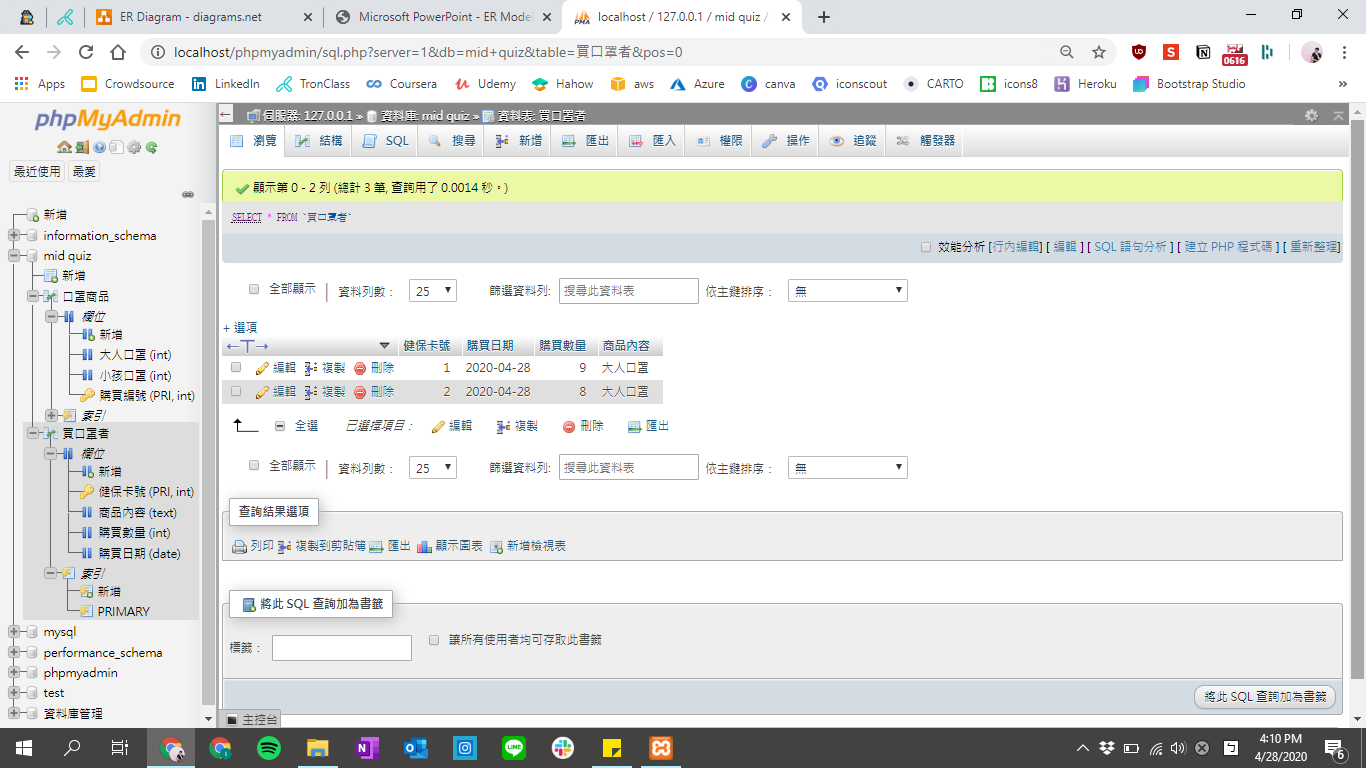 ER Diagram - diagrams.net
Microsoft PowerPoint - ER Mode
localhost / 127.0.0.1 / mid quiz /
localhost/phpmyadmin/sql.php?server=1&db=mid+quiz&table=買口罩者&pos=0
0616
Apps Crowdsource LinkedIn TronClass Coursera Udemy Hahow aws Azure canva iconscout CARTO icons8 Heroku Bootstrap Studio »
phpMyAdmin
最近使用 最愛
新增
information_schema
mid quiz
新增
口罩商品
欄位
新增
大人口罩 (int)
小孩口罩 (int)
購買編號 (PRI, int)
索引
買口罩者
欄位
新增
健保卡號 (PRI, int)
商品內容 (text)
購買數量 (int)
購買日期 (date)
索引
新增
PRIMARY
mysql
performance_schema
phpmyadmin
test
資料庫管理
伺服器: 127.0.0.1 » 資料庫: mid quiz » 資料表: 買口罩者
瀏覽 結構 SQL 搜尋 新增 匯出 匯入 權限 操作 追蹤 觸發器
顯示第 0 - 2 列 (總計 3 筆, 查詢用了 0.0014 秒。)
SELECT * FROM `買口罩者`
效能分析 [行內編輯] [ 編輯 ] [ SQL 語句分析 ] [ 建立 PHP 程式碼 ] [ 重新整理]
全部顯示 資料列數： 25 篩選資料列: 搜尋此資料表 依主鍵排序： 無
+ 選項
←T→ 健保卡號 購買日期 購買數量 商品內容
編輯 複製 刪除 1 2020-04-28 9 大人口罩
編輯 複製 刪除 2 2020-04-28 8 大人口罩
全選 已選擇項目： 編輯 複製 刪除 匯出
全部顯示 資料列數： 25 篩選資料列: 搜尋此資料表 依主鍵排序： 無
查詢結果選項
列印 複製到剪貼簿 匯出 顯示圖表 新增檢視表
將此 SQL 查詢加為書籤
標籤： 讓所有使用者均可存取此書籤
將此 SQL 查詢加為書籤
主控台
4:10 PM
4/28/2020
6